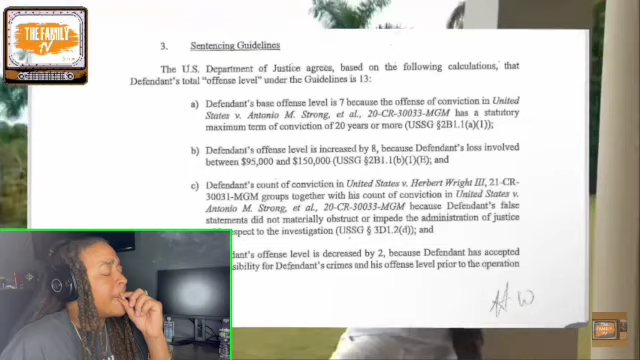 THE FAMILY
TV
3. Sentencing Guidelines
The U.S. Department of Justice agrees, based on the following calculations, that
Defendant's total "offense level" under the Guidelines is 13:
a) Defendant's base offense level is 7 because the offense of conviction in United
States v. Antonio M. Strong, et al., 20-CR-30033-MGM has a statutory
maximum term of conviction of 20 years or more (USSG §2B1.1(a)(1));
b) Defendant's offense level is increased by 8, because Defendant's loss involved
between $95,000 and $150,000 (USSG §2B1.1(b)(1)(E); and
c) Defendant's count of conviction in United States v. Herbert Wright III, 21-CR-
30031-MGM groups together with his count of conviction in United States v.
Antonio M. Strong, et al., 20-CR-30033-MGM because Defendant's false
statements did not materially obstruct or impede the administration of justice
spect to the investigation (USSG § 3D1.2(d)); and
dant's offense level is decreased by 2, because Defendant has accepted
sibility for Defendant's crimes and his offense level prior to the operation
H W
THE FAMILY
TV